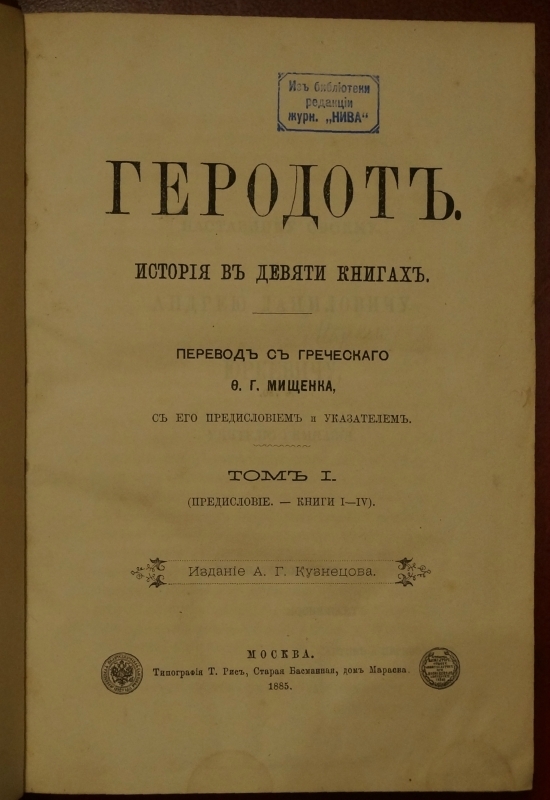 Изъ библіотеки
редакціи
журн. „НИВА“
ГЕРОДОТЪ.
ИСТОРІЯ ВЪ ДЕВЯТИ КНИГАХЪ.
ПЕРЕВОДЪ СЪ ГРЕЧЕСКАГО
Ѳ. Г. МИЩЕНКА,
СЪ ЕГО ПРЕДИСЛОВІЕМЪ и УКАЗАТЕЛЕМЪ.
ТОМЪ I.
(ПРЕДИСЛОВІЕ. — КНИГИ I—IV).
Изданіе А. Г. Кузнецова.
МОСКВА.
Типографія Т. Рисъ, Старая Басманная, домъ Мараева.
1885.